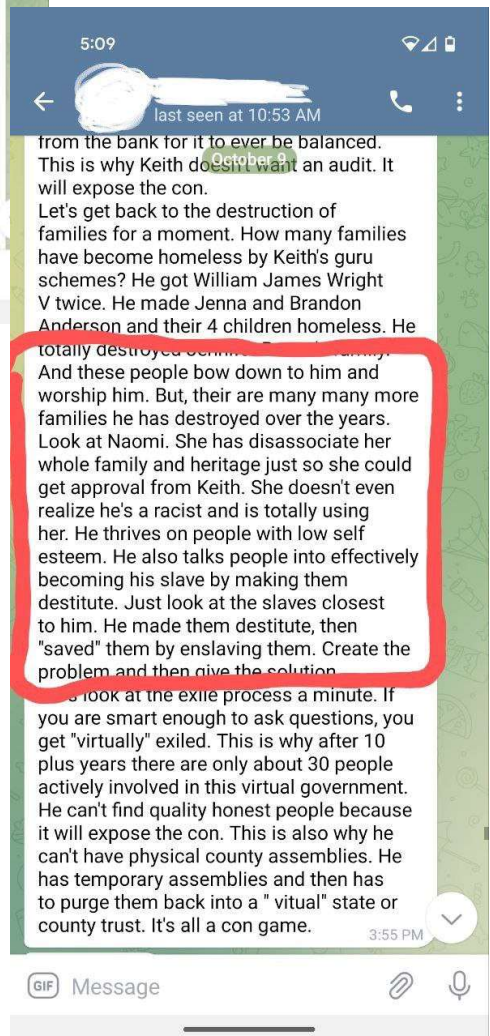 5:09
last seen at 10:53 AM
from the bank for it to ever be balanced.
October 9
This is why Keith doesn't want an audit. It
will expose the con.
Let's get back to the destruction of
families for a moment. How many families
have become homeless by Keith's guru
schemes? He got William James Wright
V twice. He made Jenna and Brandon
Anderson and their 4 children homeless. He
totally destroyed family.
And these people bow down to him and
worship him. But, their are many many more
families he has destroyed over the years.
Look at Naomi. She has disassociate her
whole family and heritage just so she could
get approval from Keith. She doesn't even
realize he's a racist and is totally using
her. He thrives on people with low self
esteem. He also talks people into effectively
becoming his slave by making them
destitute. Just look at the slaves closest
to him. He made them destitute, then
"saved" them by enslaving them. Create the
problem and then give the solution
look at the exile process a minute. If
you are smart enough to ask questions, you
get "virtually" exiled. This is why after 10
plus years there are only about 30 people
actively involved in this virtual government.
He can't find quality honest people because
it will expose the con. This is also why he
can't have physical county assemblies. He
has temporary assemblies and then has
to purge them back into a " vitual" state or
county trust. It's all a con game.
3:55 PM
GIF Message